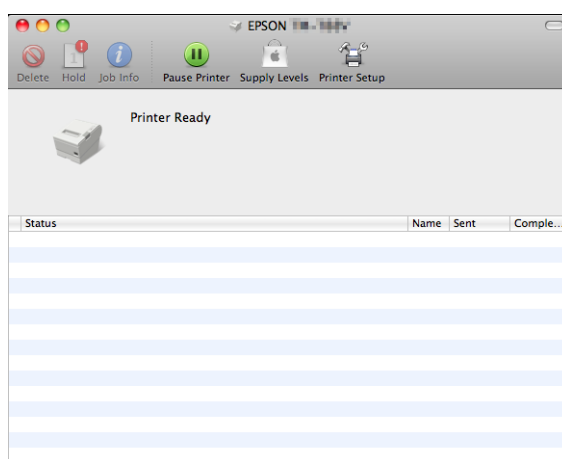 EPSON
Delete Hold Job Info Pause Printer Supply Levels Printer Setup
Printer Ready
Status Name Sent Comple...